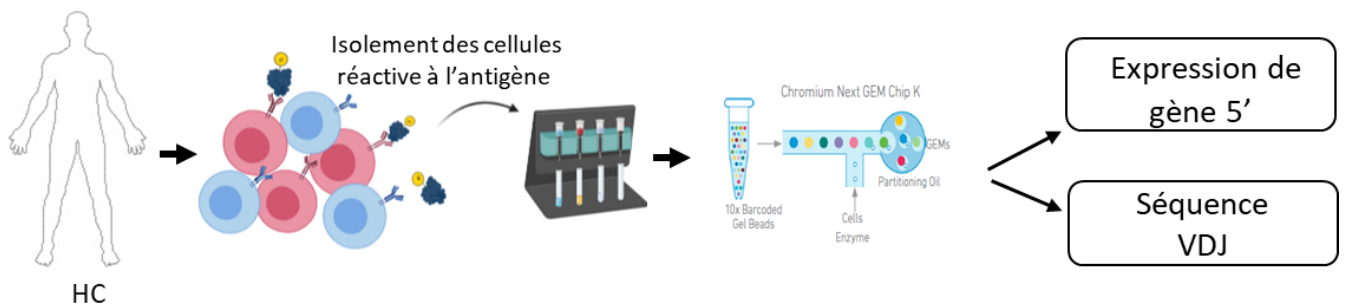 HC
Isolement des cellules
réactive à l’antigène
Chromium Next GEM Chip K
GEMs
Partitioning Oil
10x Barcoded
Gel Beads
Cells
Enzyme
Expression de
gène 5’
Séquence
VDJ